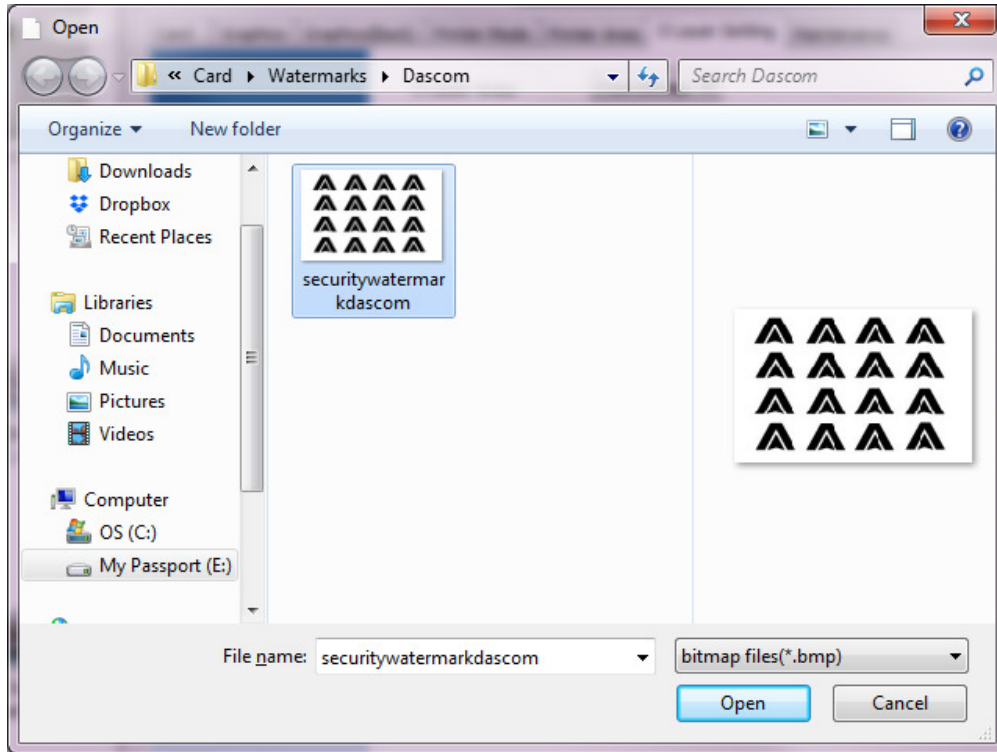 Open
« Card Watermarks Dascom
Search Dascom
Organize
New folder
Downloads
Dropbox
Recent Places
Libraries
Documents
Music
Pictures
Videos
Computer
OS (C:)
My Passport (E:)
securitywatermar
kdascom
File name: securitywatermarkdascom
bitmap files(*.bmp)
Open
Cancel